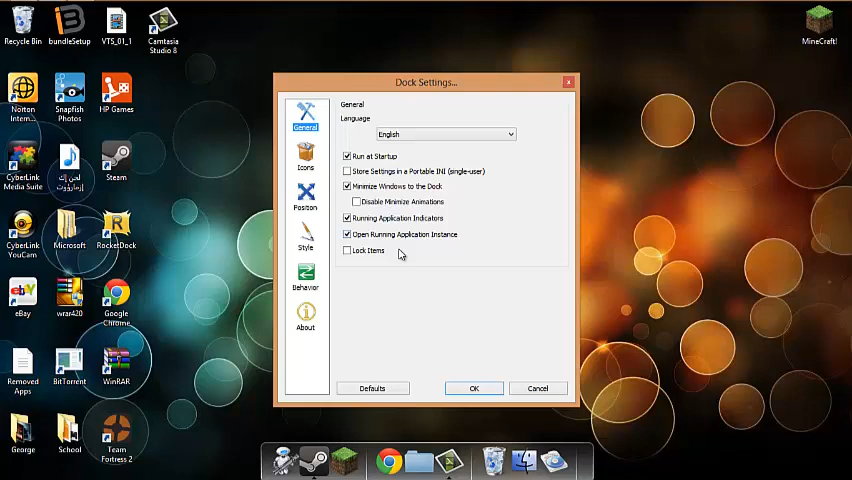 Recycle Bin
bundleSetup
VTS_01_1
Camtasia
Studio 8
MineCraft!
Norton
Intern...
Snapfish
Photos
HP Games
CyberLink
Media Suite
Steam
CyberLink
YouCam
Microsoft
RocketDock
eBay
wrar420
Google
Chrome
Removed
Apps
BitTorrent
WinRAR
George
School
Team
Fortress 2
Dock Settings...
x
General
Icons
Position
Style
Behavior
About
General
Language
English
Run at Startup
Store Settings in a Portable INI (single-user)
Minimize Windows to the Dock
Disable Minimize Animations
Running Application Indicators
Open Running Application Instance
Lock Items
Defaults
OK
Cancel